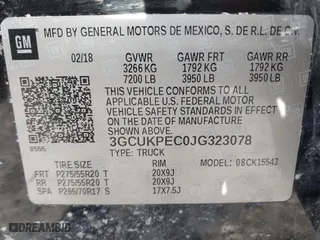 GM
MFD BY GENERAL MOTORS DE MEXICO, S. DE R.L. DE C.V.
02/18 GVWR GAWR FRT GAWR RR
3266 KG 1792 KG 1792 KG
7200 LB 3950 LB 3950 LB
THIS VEHICLE CONFORMS TO ALL APPLICABLE
U.S. FEDERAL MOTOR VEHICLE SAFETY
STANDARDS IN EFFECT ON THE DATE OF
MANUFACTURE SHOWN ABOVE.
3GCUKPEC0JG323078
TYPE: TRUCK
TIRE SIZE SPEED RTG RIM MODEL: 08CK15543
FRT P275/55R20 T 20X9J
RR P275/55R20 T 20X9J
SPA P265/70R17 S 17X7.5J